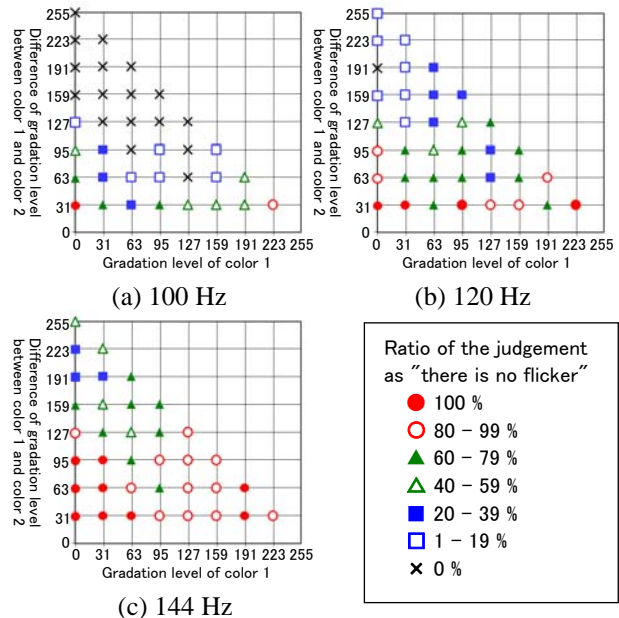 Difference of gradation level
between color 1 and color 2
255
223
191
159
127
95
63
31
0
0 31 63 95 127 159 191 223 255
Gradation level of color 1
(a) 100 Hz
Difference of gradation level
between color 1 and color 2
255
223
191
159
127
95
63
31
0
0 31 63 95 127 159 191 223 255
Gradation level of color 1
(b) 120 Hz
Difference of gradation level
between color 1 and color 2
255
223
191
159
127
95
63
31
0
0 31 63 95 127 159 191 223 255
Gradation level of color 1
(c) 144 Hz
Ratio of the judgement
as "there is no flicker"
100 %
80 - 99 %
60 - 79 %
40 - 59 %
20 - 39 %
1 - 19 %
0 %